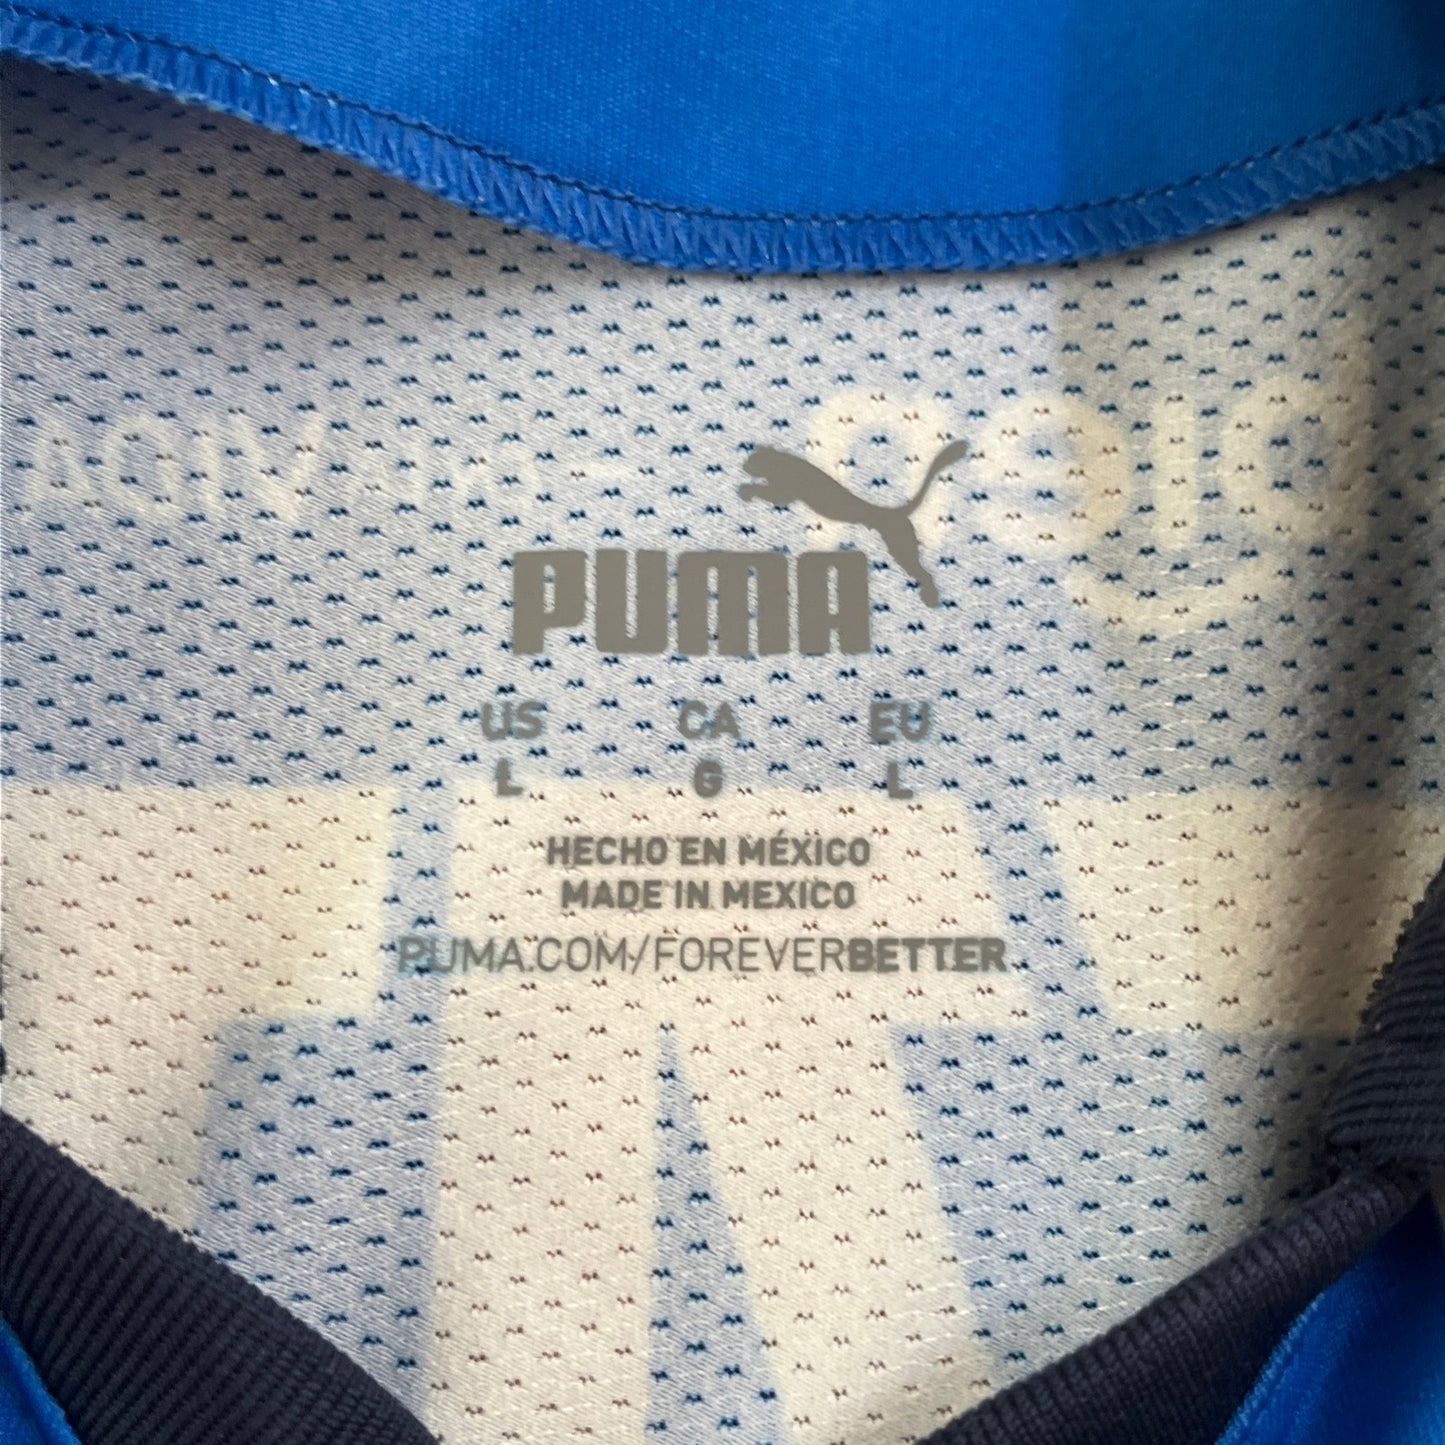 PUMA
US CA EU
L G L
HECHO EN MÉXICO
MADE IN MEXICO
PUMA.COM/FOREVERBETTER